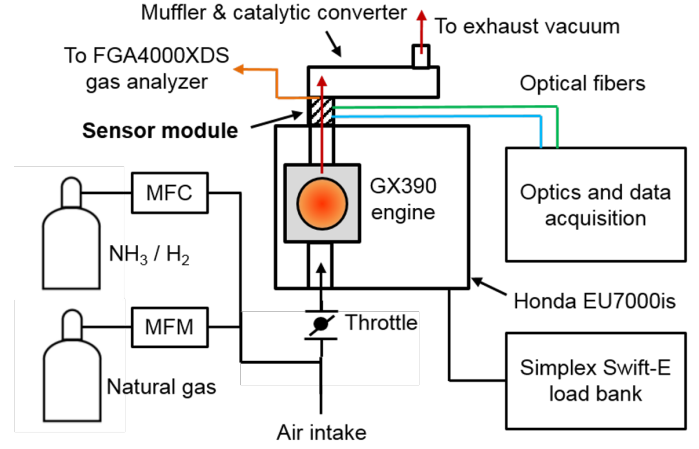 Muffler & catalytic converter
To exhaust vacuum
To FGA4000XDS
gas analyzer
Optical fibers
Sensor module
MFC
GX390
engine
Optics and data
acquisition
NH₃ / H₂
Honda EU7000is
MFM
Throttle
Natural gas
Simplex Swift-E
load bank
Air intake